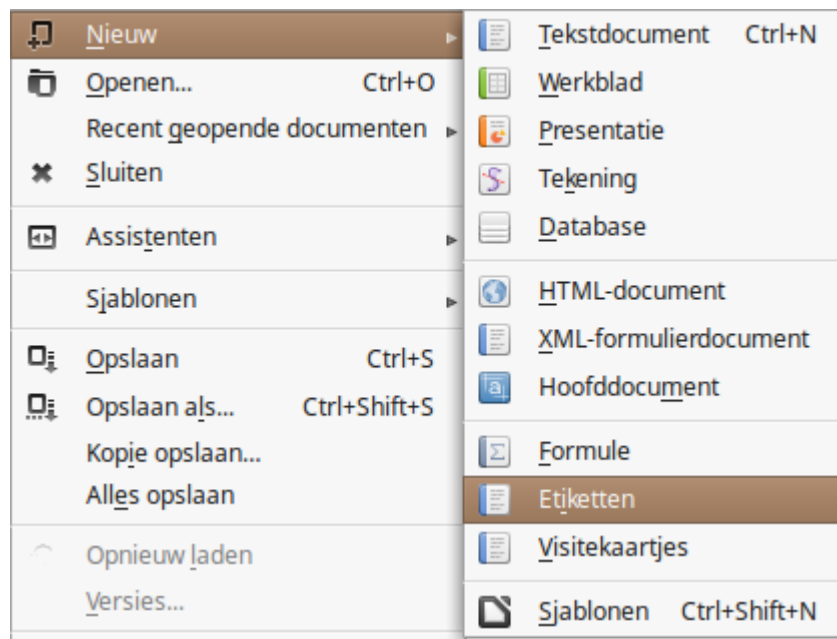 Nieuw
Openen... Ctrl+O
Recent geopende documenten
Sluiten
Assistenten
Sjablonen
Opslaan Ctrl+S
Opslaan als... Ctrl+Shift+S
Kopie opslaan...
Alles opslaan
Opnieuw laden
Versies...
Tekstdocument Ctrl+N
Werkblad
Presentatie
Tekening
Database
HTML-document
XML-formulierdocument
Hoofddocument
Formule
Etiketten
Visitekaartjes
Sjablonen Ctrl+Shift+N